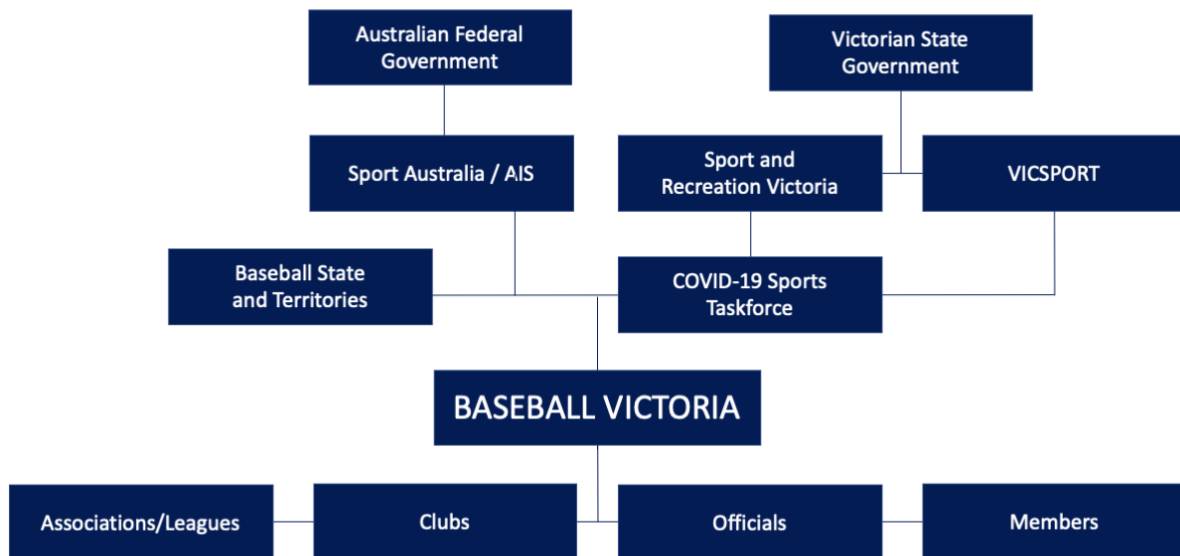 Australian Federal
Government
Victorian State
Government
Sport Australia / AIS
Sport and
Recreation Victoria
VICSPORT
Baseball State
and Territories
COVID-19 Sports
Taskforce
BASEBALL VICTORIA
Associations/Leagues
Clubs
Officials
Members